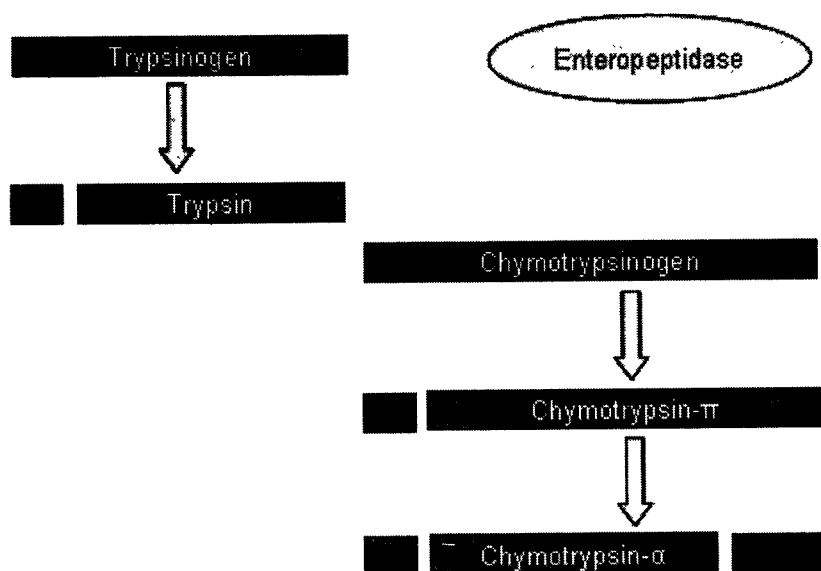 Trypsinogen
Enteropeptidase
Trypsin
Chymotrypsinogen
Chymotrypsin-π
Chymotrypsin-α